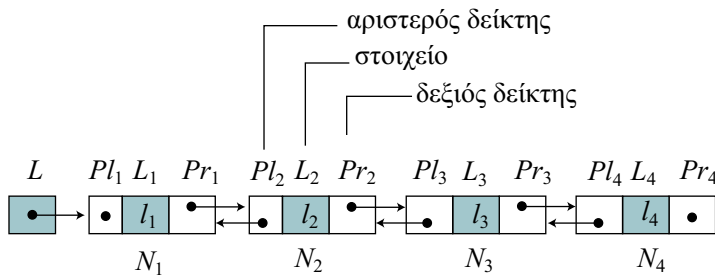 αριστερός δείκτης
στοιχείο
δεξιός δείκτης
L Pl₁ L₁ Pr₁ Pl₂ L₂ Pr₂ Pl₃ L₃ Pr₃ Pl₄ L₄ Pr₄
l₁ l₂ l₃ l₄
N₁ N₂ N₃ N₄